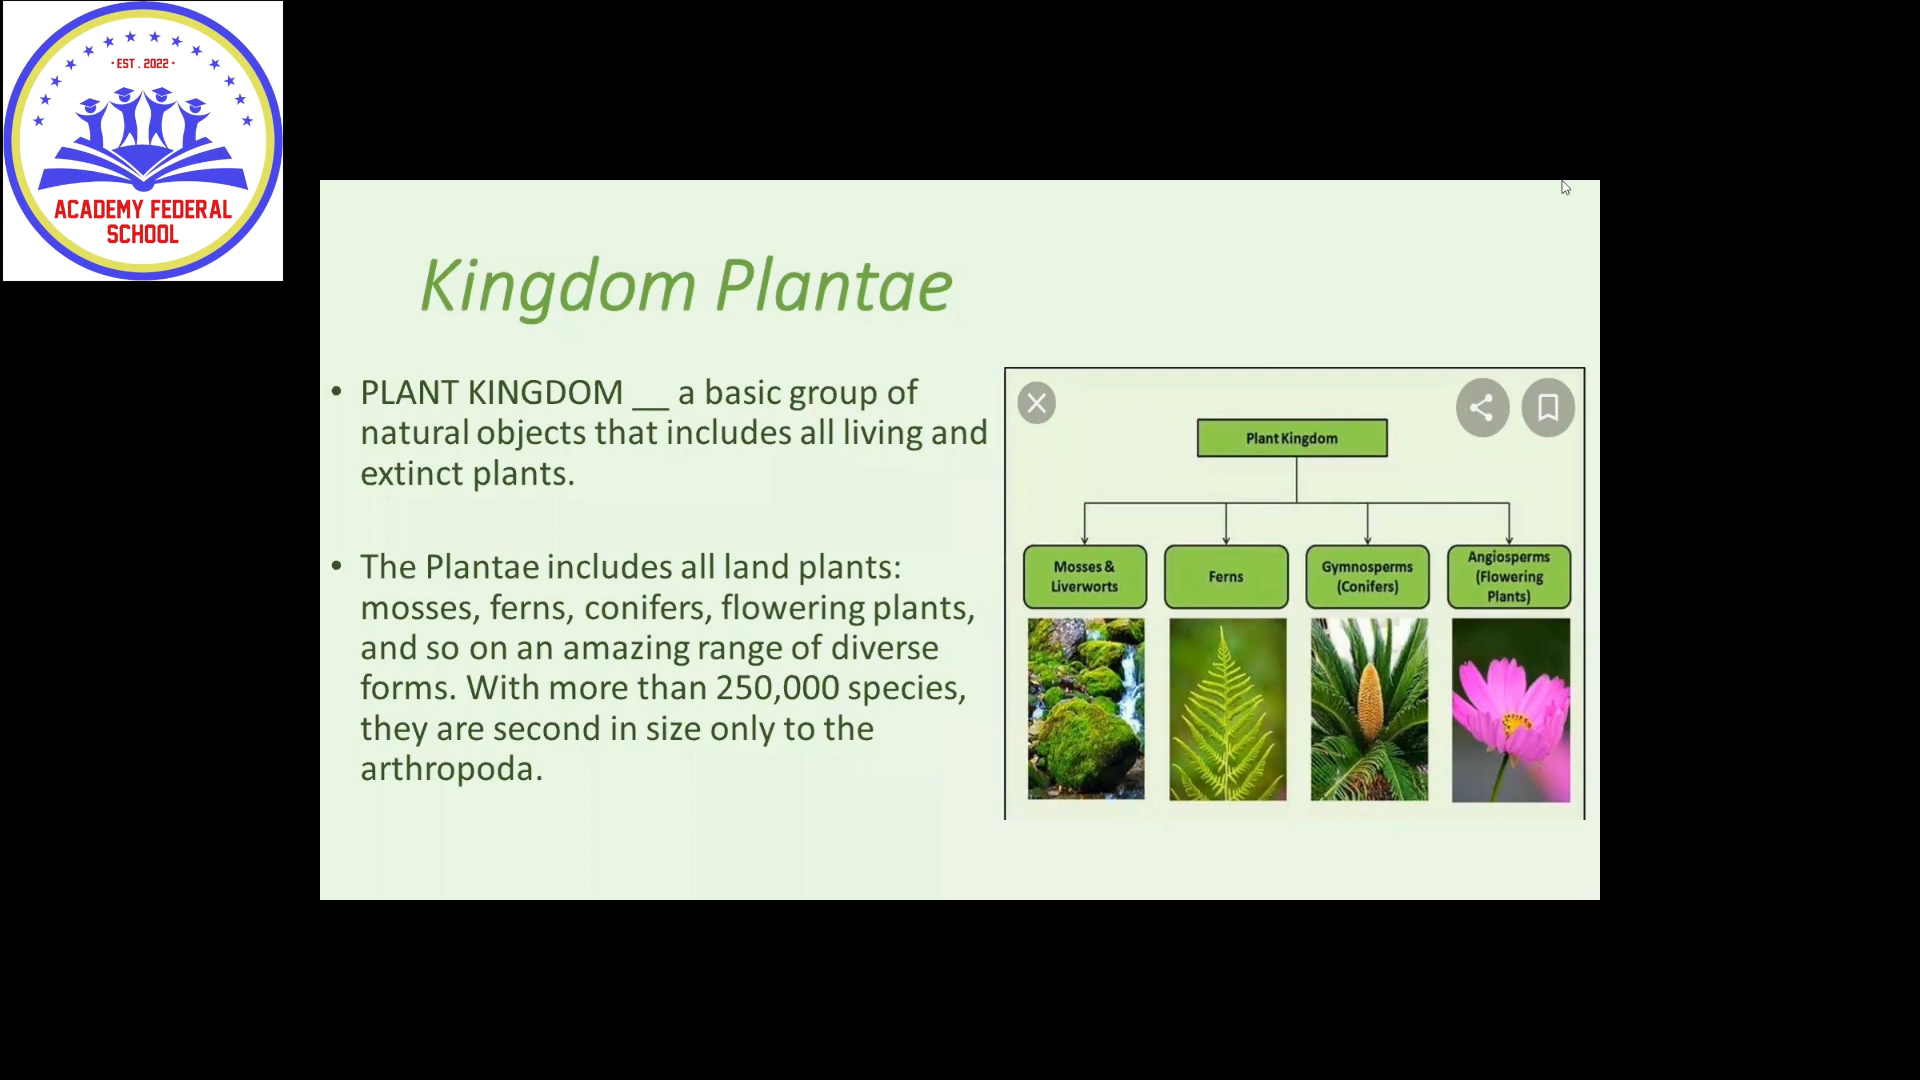 · EST . 2022 ·
ACADEMY FEDERAL
SCHOOL
Kingdom Plantae
• PLANT KINGDOM __ a basic group of
natural objects that includes all living and
extinct plants.
• The Plantae includes all land plants:
mosses, ferns, conifers, flowering plants,
and so on an amazing range of diverse
forms. With more than 250,000 species,
they are second in size only to the
arthropoda.
Plant Kingdom
Mosses &
Liverworts
Ferns
Gymnosperms
(Conifers)
Angiosperms
(Flowering
Plants)